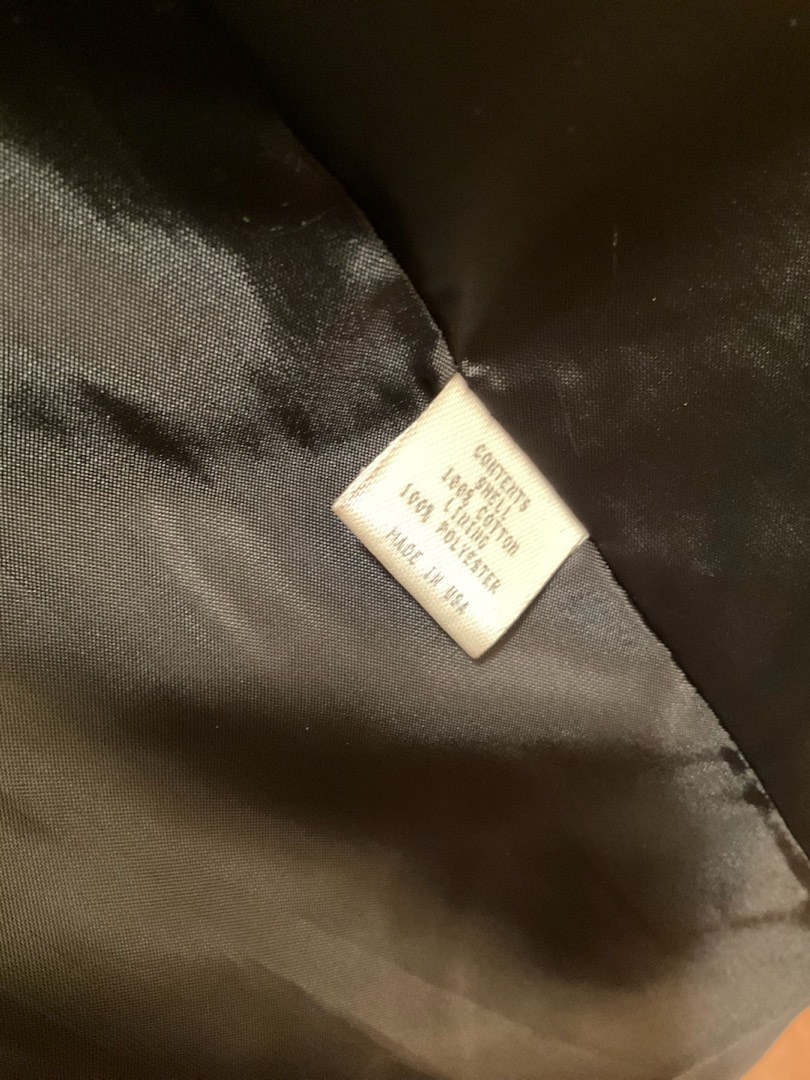 CONTENTS
SHELL
100% COTTON
LINING
100% POLYESTER
MADE IN USA